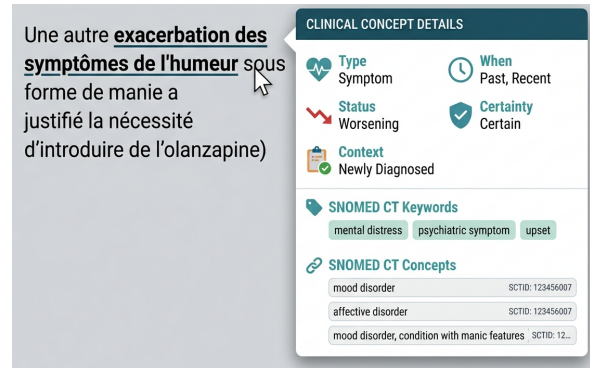 Une autre exacerbation des
symptômes de l'humeur sous
forme de manie a
justifié la nécessité
d'introduire de l'olanzapine)
CLINICAL CONCEPT DETAILS
Type
Symptom
When
Past, Recent
Status
Worsening
Certainty
Certain
Context
Newly Diagnosed
SNOMED CT Keywords
mental distress psychiatric symptom upset
SNOMED CT Concepts
mood disorder SCTID: 123456007
affective disorder SCTID: 123456007
mood disorder, condition with manic features SCTID: 12...